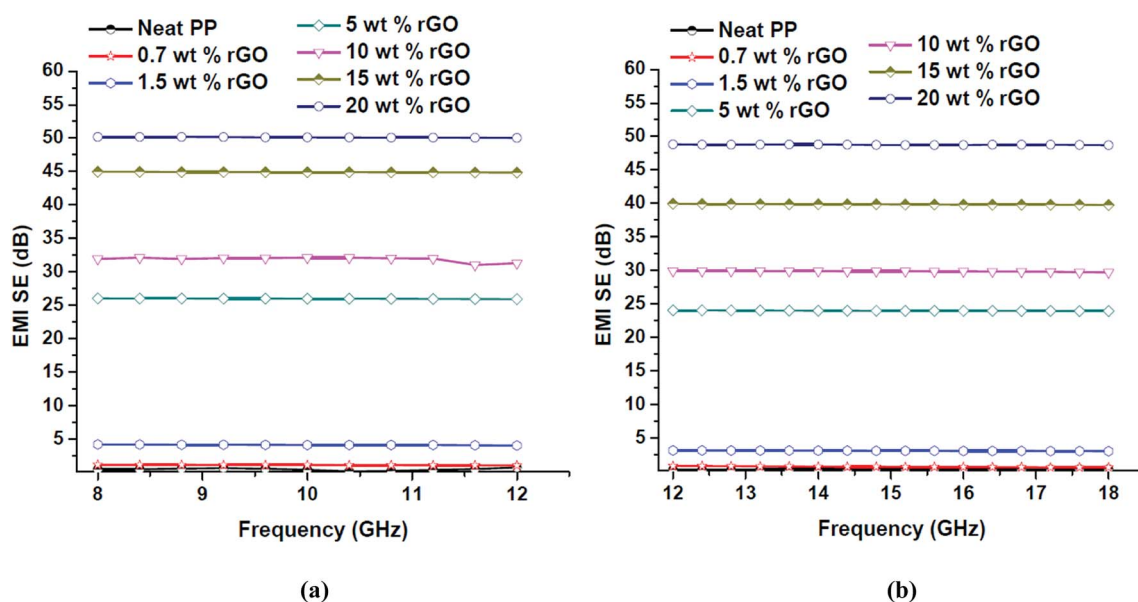 Neat PP
0.7 wt % rGO
1.5 wt % rGO
5 wt % rGO
10 wt % rGO
15 wt % rGO
20 wt % rGO
60
55
50
45
40
35
30
25
20
15
10
5
EMI SE (dB)
8 9 10 11 12
Frequency (GHz)
(a)
Neat PP
0.7 wt % rGO
1.5 wt % rGO
5 wt % rGO
10 wt % rGO
15 wt % rGO
20 wt % rGO
60
55
50
45
40
35
30
25
20
15
10
5
EMI SE (dB)
12 13 14 15 16 17 18
Frequency (GHz)
(b)